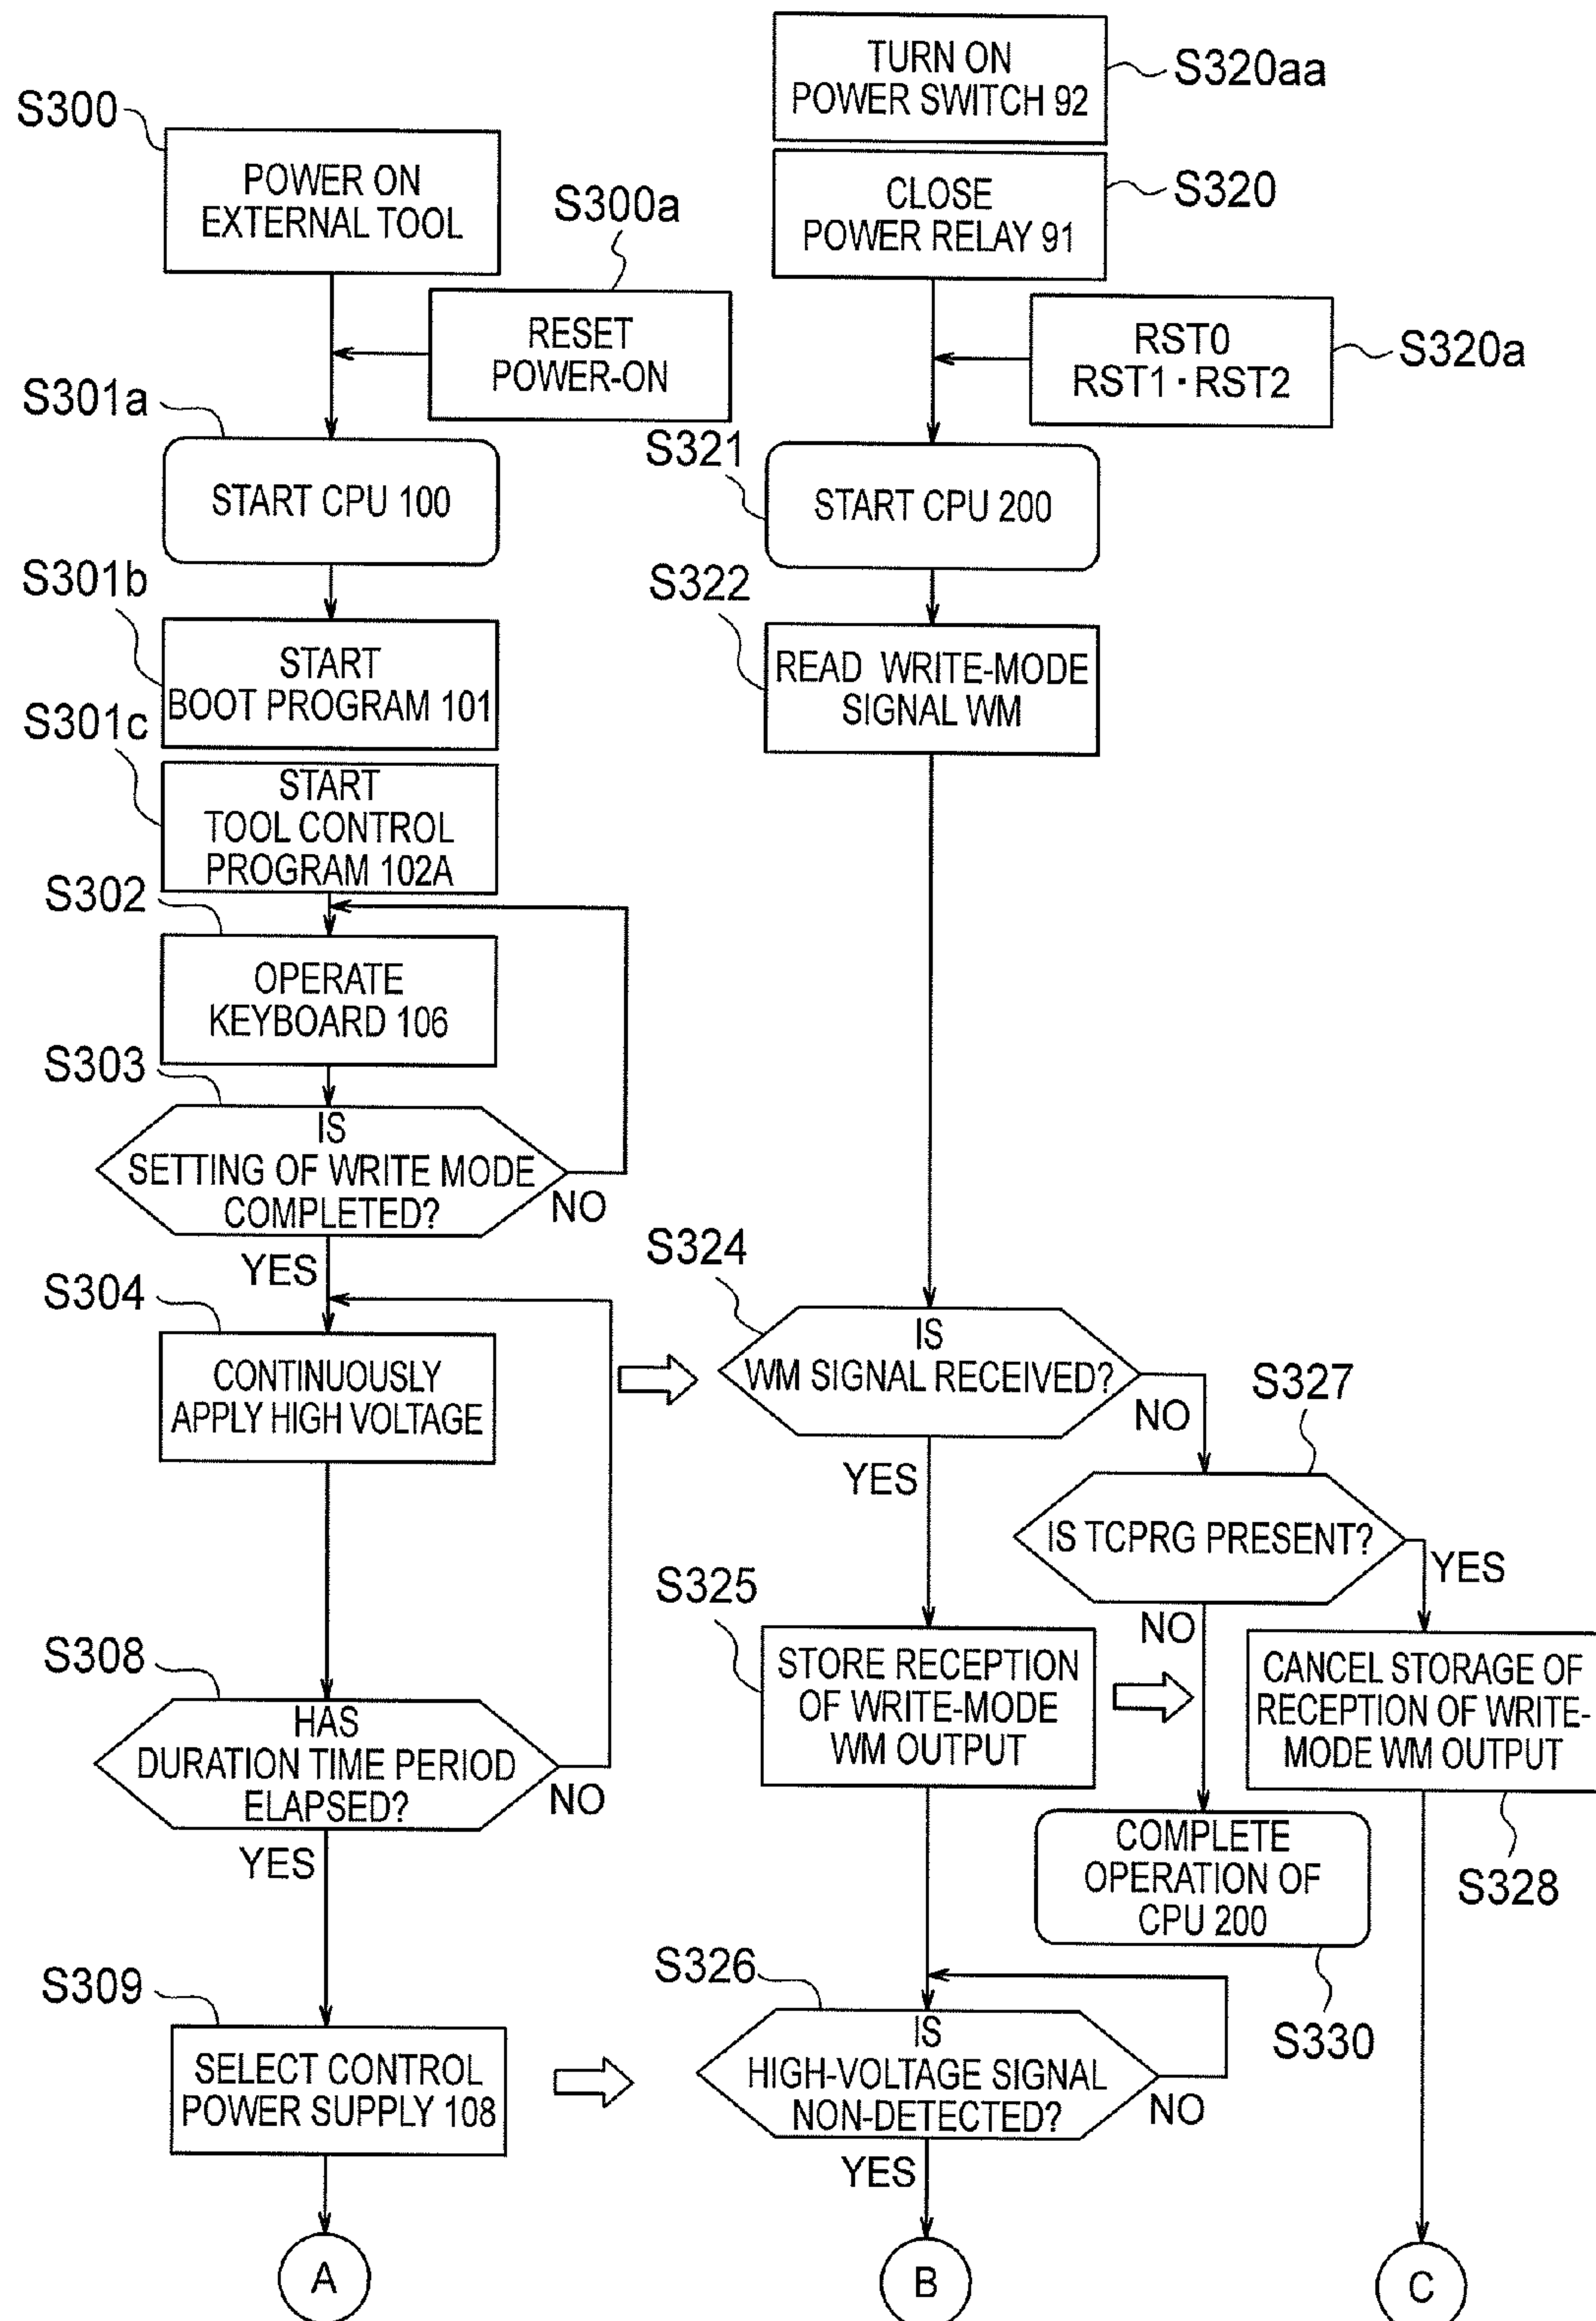 S300
POWER ON
EXTERNAL TOOL
S300a
RESET
POWER-ON
S301a
START CPU 100
S301b
START
BOOT PROGRAM 101
S301c
START
TOOL CONTROL
PROGRAM 102A
S302
OPERATE
KEYBOARD 106
S303
IS
SETTING OF WRITE MODE
COMPLETED?
NO
YES
S304
CONTINUOUSLY
APPLY HIGH VOLTAGE
S308
HAS
DURATION TIME PERIOD
ELAPSED?
NO
YES
S309
SELECT CONTROL
POWER SUPPLY 108
A
TURN ON
POWER SWITCH 92
S320aa
CLOSE
POWER RELAY 91
S320
RST0
RST1・RST2
S320a
S321
START CPU 200
S322
READ WRITE-MODE
SIGNAL WM
S324
IS
WM SIGNAL RECEIVED?
NO
YES
S325
STORE RECEPTION
OF WRITE-MODE
WM OUTPUT
S326
IS
HIGH-VOLTAGE SIGNAL
NON-DETECTED?
NO
YES
B
S327
IS TCPRG PRESENT?
YES
NO
CANCEL STORAGE OF
RECEPTION OF WRITE-
MODE WM OUTPUT
S328
COMPLETE
OPERATION OF
CPU 200
S330
C